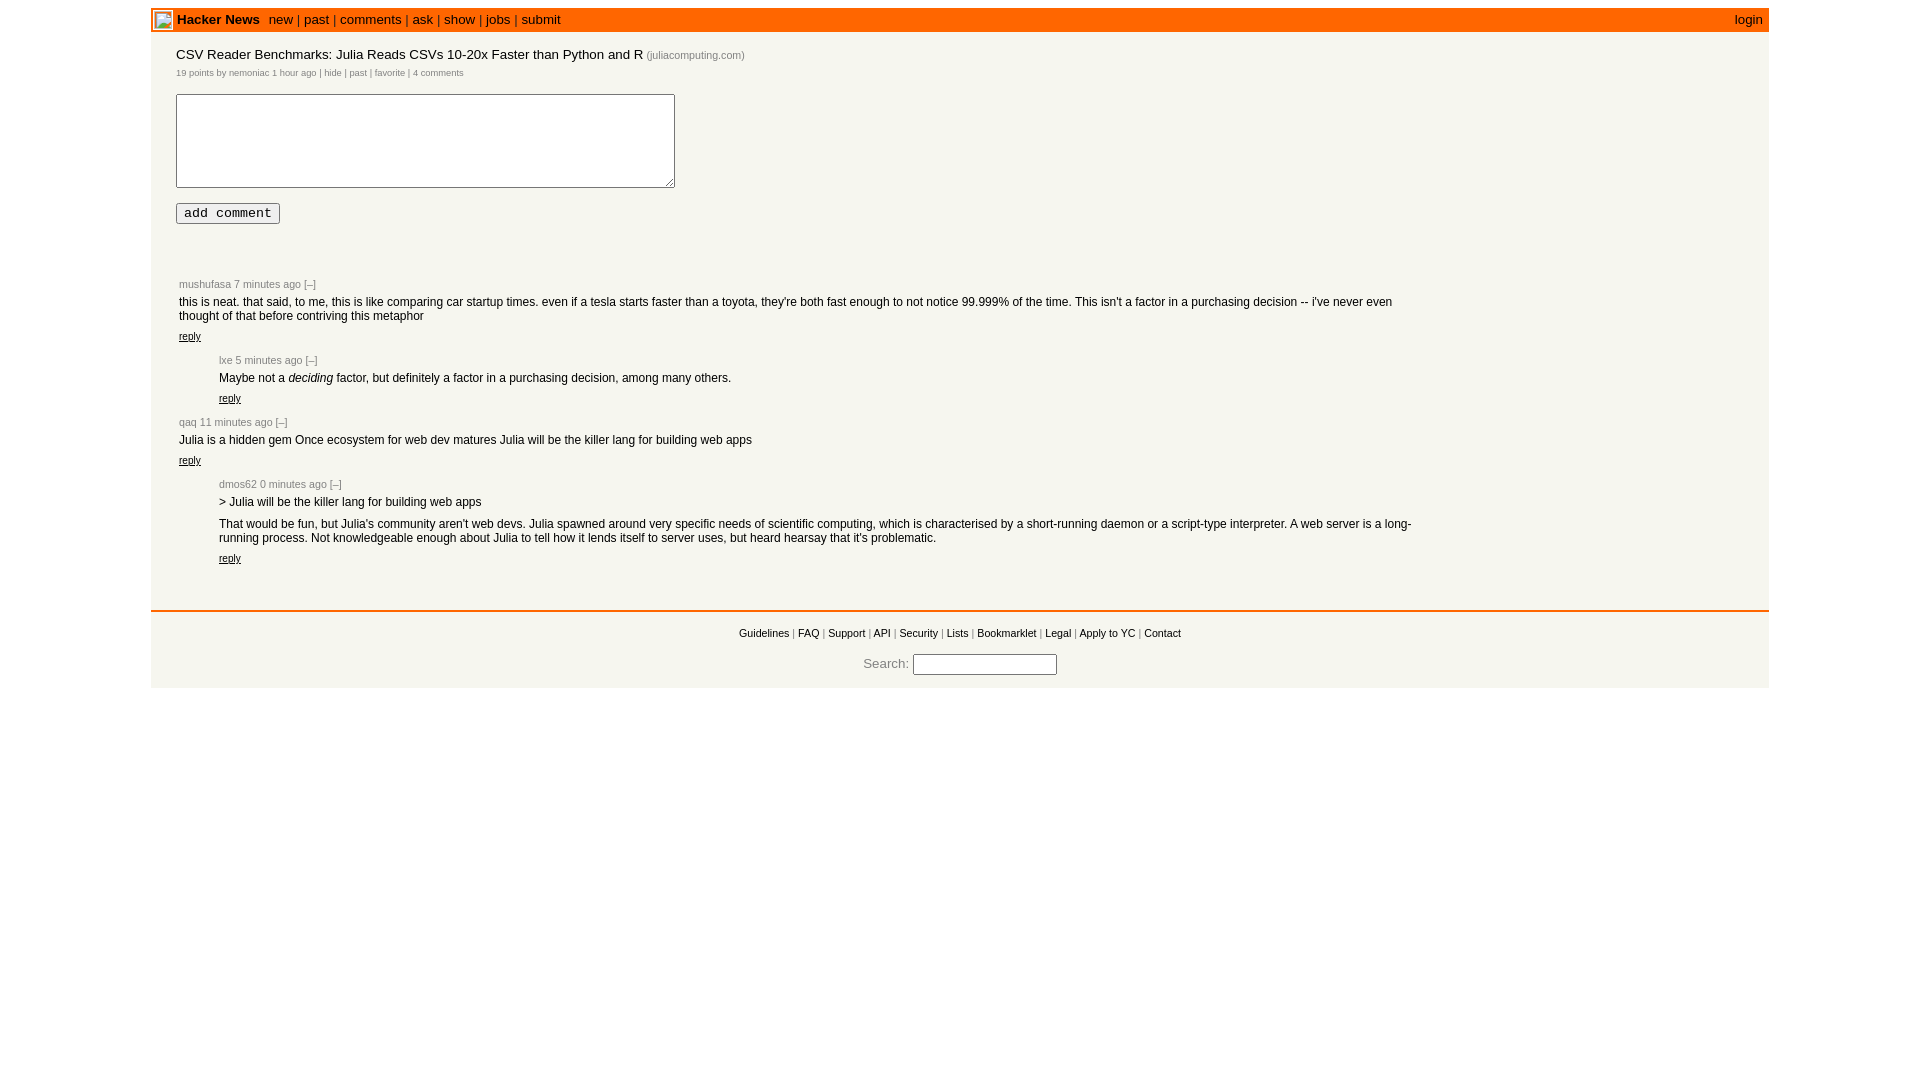 Hacker News new | past | comments | ask | show | jobs | submit login
CSV Reader Benchmarks: Julia Reads CSVs 10-20x Faster than Python and R (juliacomputing.com)
19 points by nemoniac 1 hour ago | hide | past | favorite | 4 comments
add comment
mushufasa 7 minutes ago [–]
this is neat. that said, to me, this is like comparing car startup times. even if a tesla starts faster than a toyota, they're both fast enough to not notice 99.999% of the time. This isn't a factor in a purchasing decision -- i've never even
thought of that before contriving this metaphor
reply
lxe 5 minutes ago [–]
Maybe not a deciding factor, but definitely a factor in a purchasing decision, among many others.
reply
qaq 11 minutes ago [–]
Julia is a hidden gem Once ecosystem for web dev matures Julia will be the killer lang for building web apps
reply
dmos62 0 minutes ago [–]
> Julia will be the killer lang for building web apps
That would be fun, but Julia's community aren't web devs. Julia spawned around very specific needs of scientific computing, which is characterised by a short-running daemon or a script-type interpreter. A web server is a long-
running process. Not knowledgeable enough about Julia to tell how it lends itself to server uses, but heard hearsay that it's problematic.
reply
Guidelines | FAQ | Support | API | Security | Lists | Bookmarklet | Legal | Apply to YC | Contact
Search: